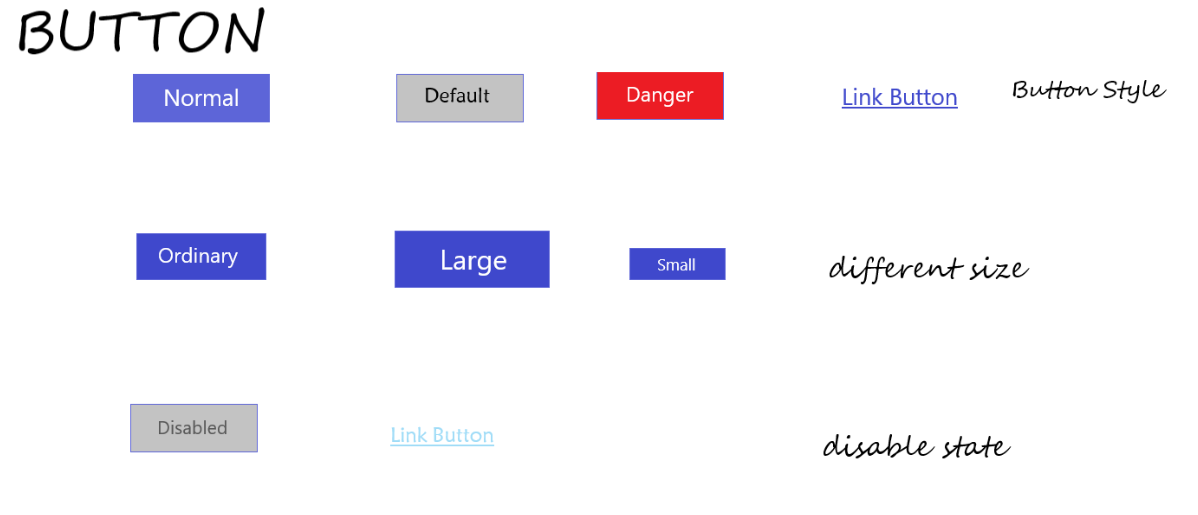 BUTTON
Normal Default Danger Link Button Button Style
Ordinary Large Small different size
Disabled Link Button disable state